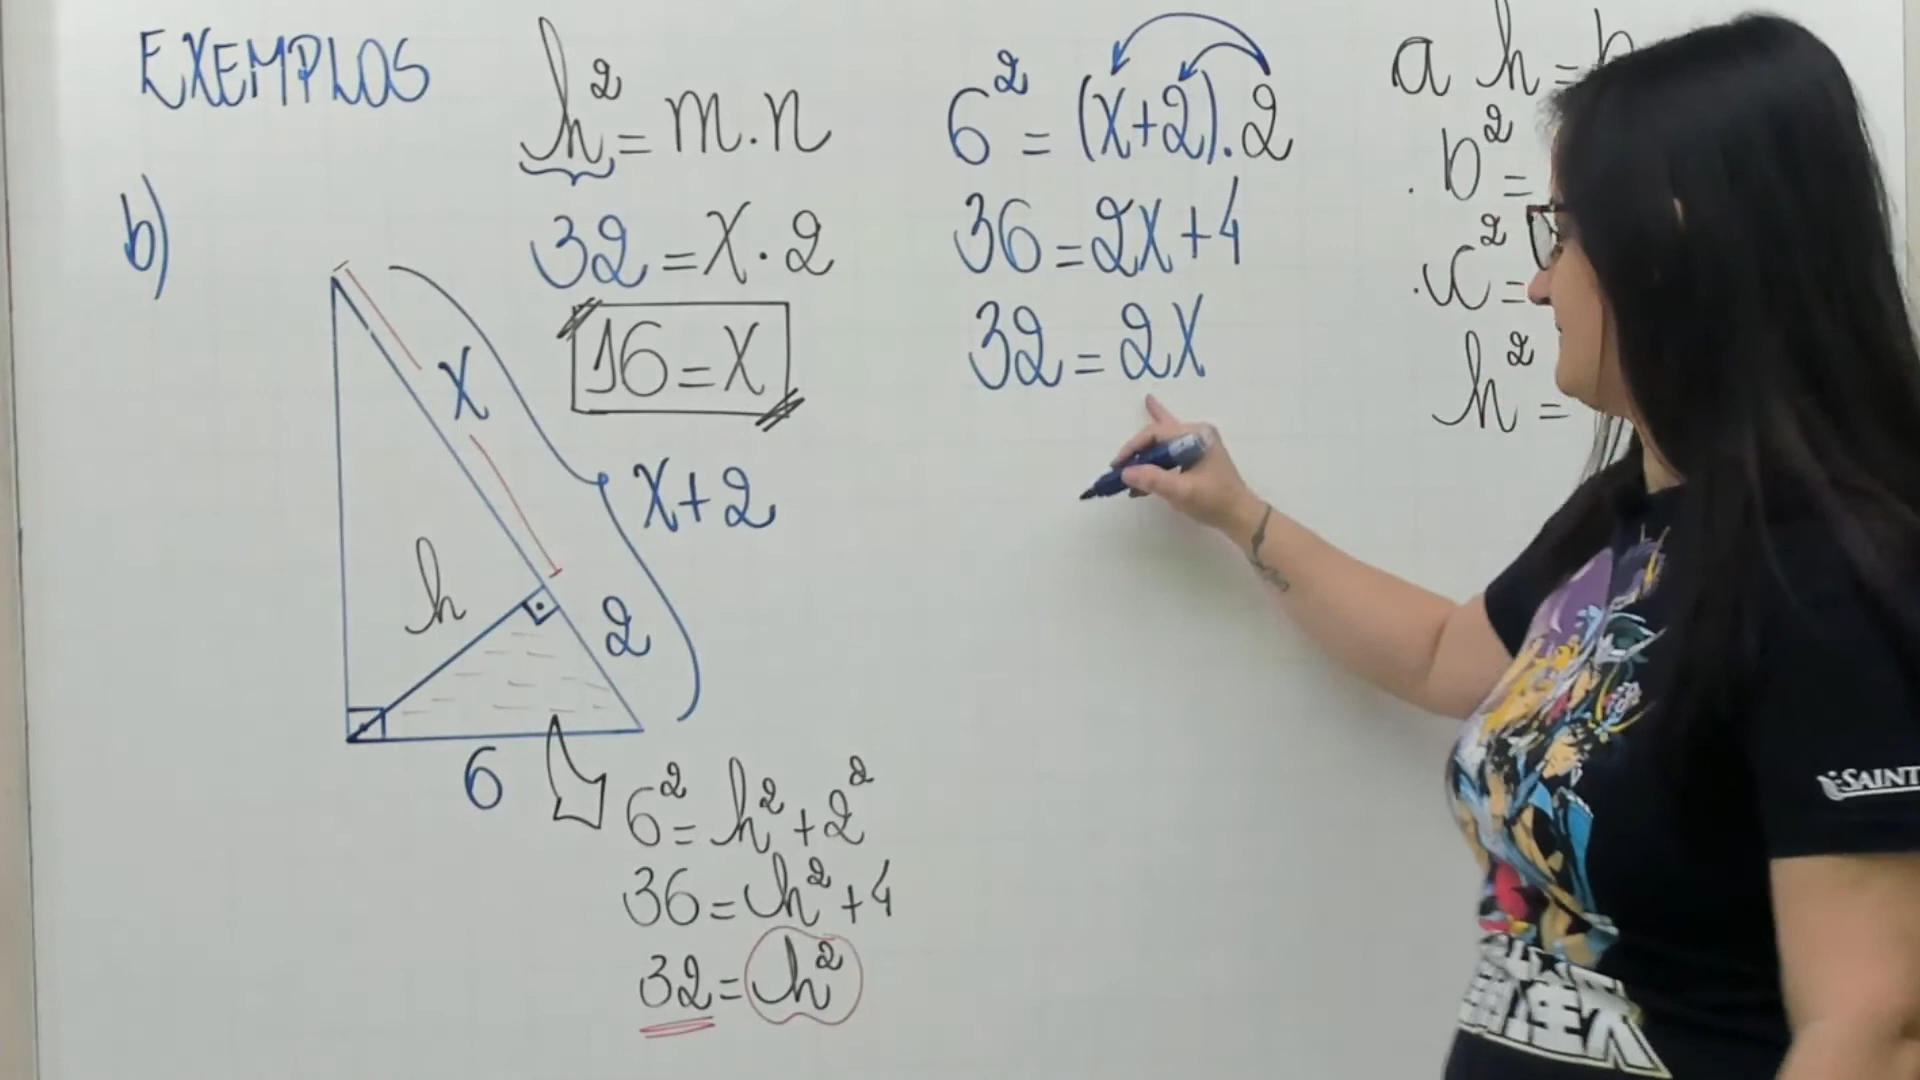 EXEMPLOS
b)
h² = m.n
32 = x · 2
16 = x
x
x+2
h
2
6
6² = h² + 2²
36 = h² + 4
32 = h²
6² = (x+2).2
36 = 2x+4
32 = 2x
a h =
. b² =
. c² =
h² =
SAINT